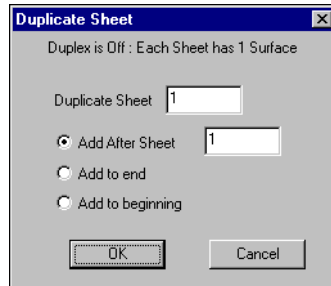 Duplicate Sheet
Duplex is Off : Each Sheet has 1 Surface
Duplicate Sheet 1
Add After Sheet 1
Add to end
Add to beginning
OK Cancel